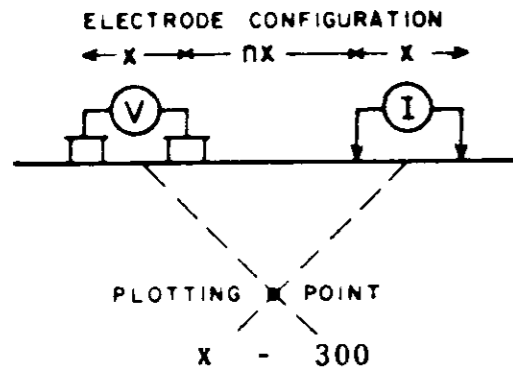 ELECTRODE CONFIGURATION
X nX X
V I
PLOTTING POINT
X - 300